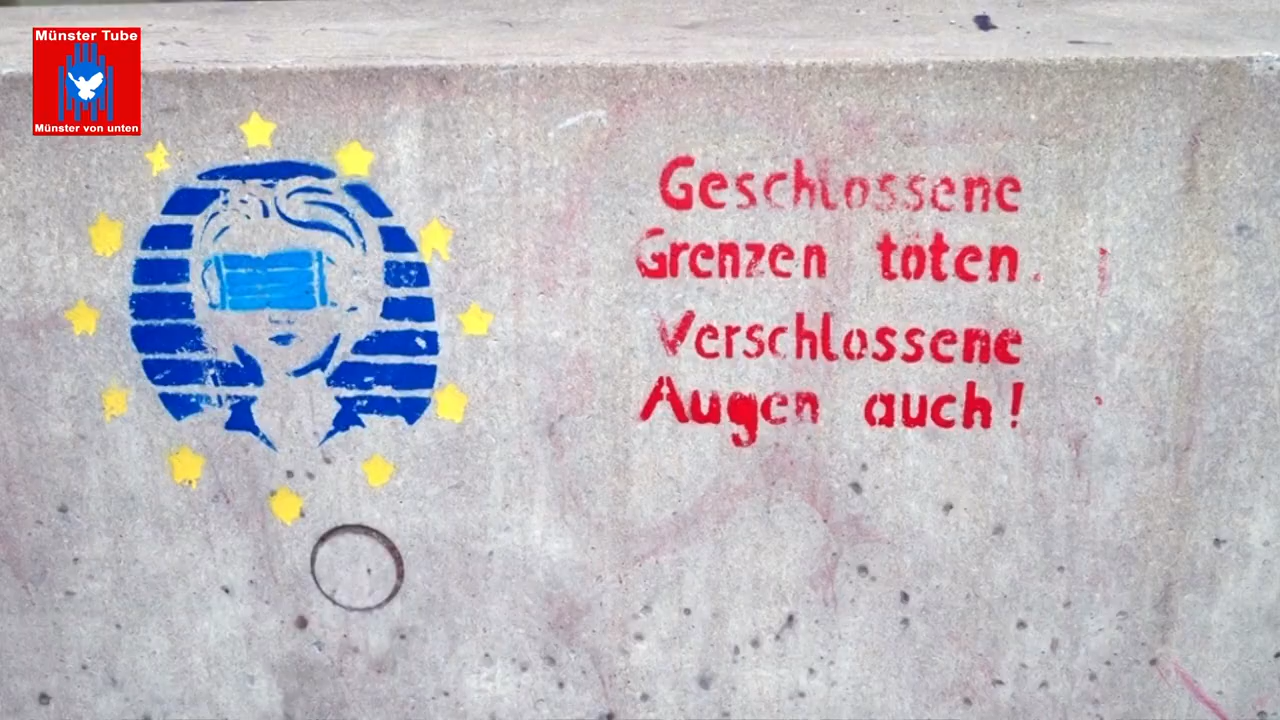 Münster Tube
Münster von unten
Geschlossene
Grenzen töten.
Verschlossene
Augen auch!